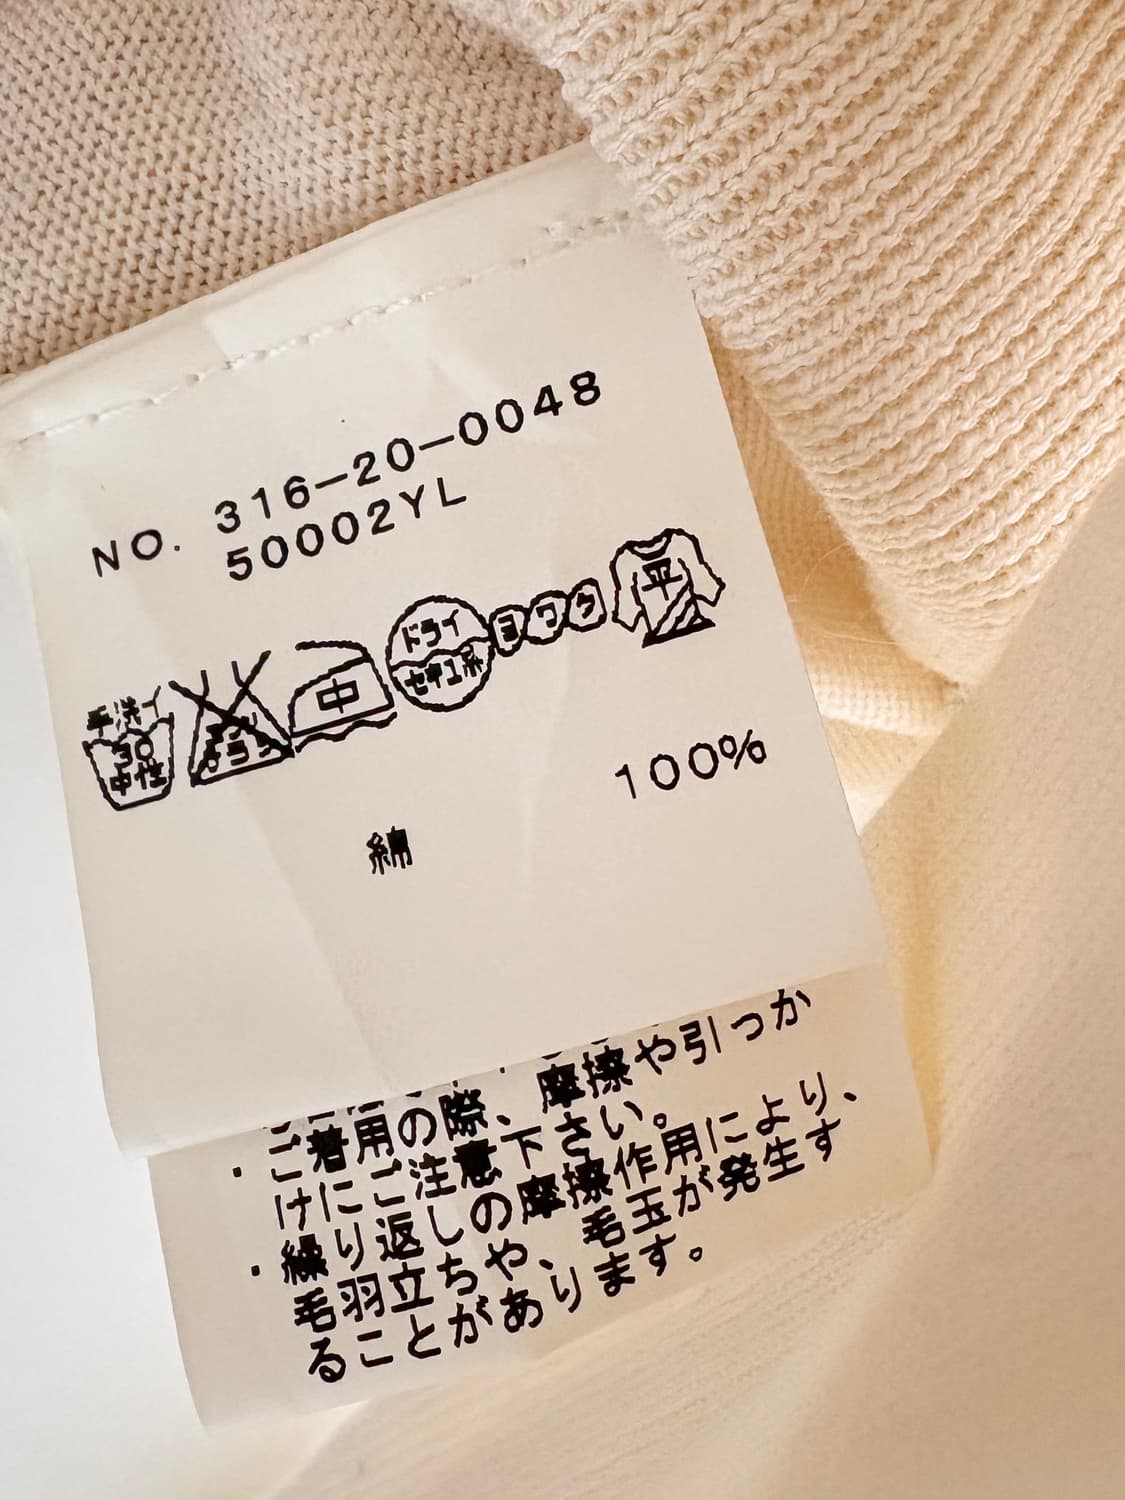 NO. 316-20-0048
50002YL
手洗イ
30
中性
中
ドライ
セキユ系
ヨワク
平
綿 100%
・ご着用の際、摩擦や引っか
けにご注意下さい。
・繰り返しの摩擦作用により、
毛羽立ちや、毛玉が発生す
ることがあります。